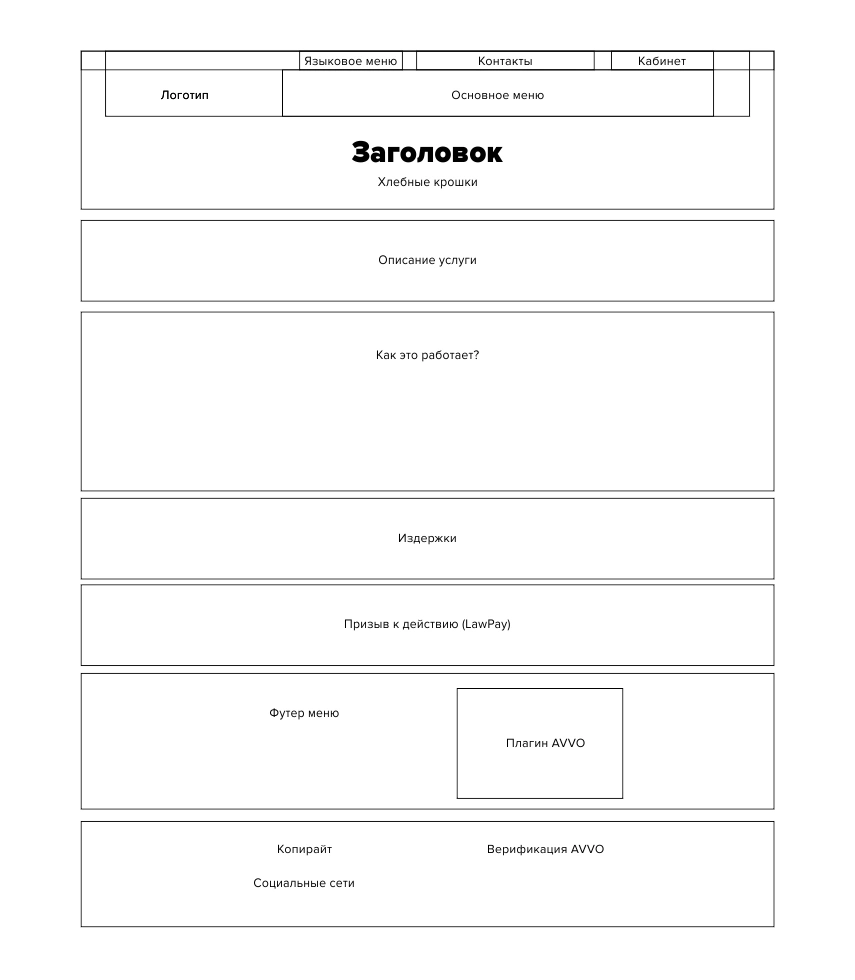 Языковое меню
Контакты
Кабинет
Логотип
Основное меню
Заголовок
Хлебные крошки
Описание услуги
Как это работает?
Издержки
Призыв к действию (LawPay)
Футер меню
Плагин AVVO
Копирайт
Верификация AVVO
Социальные сети